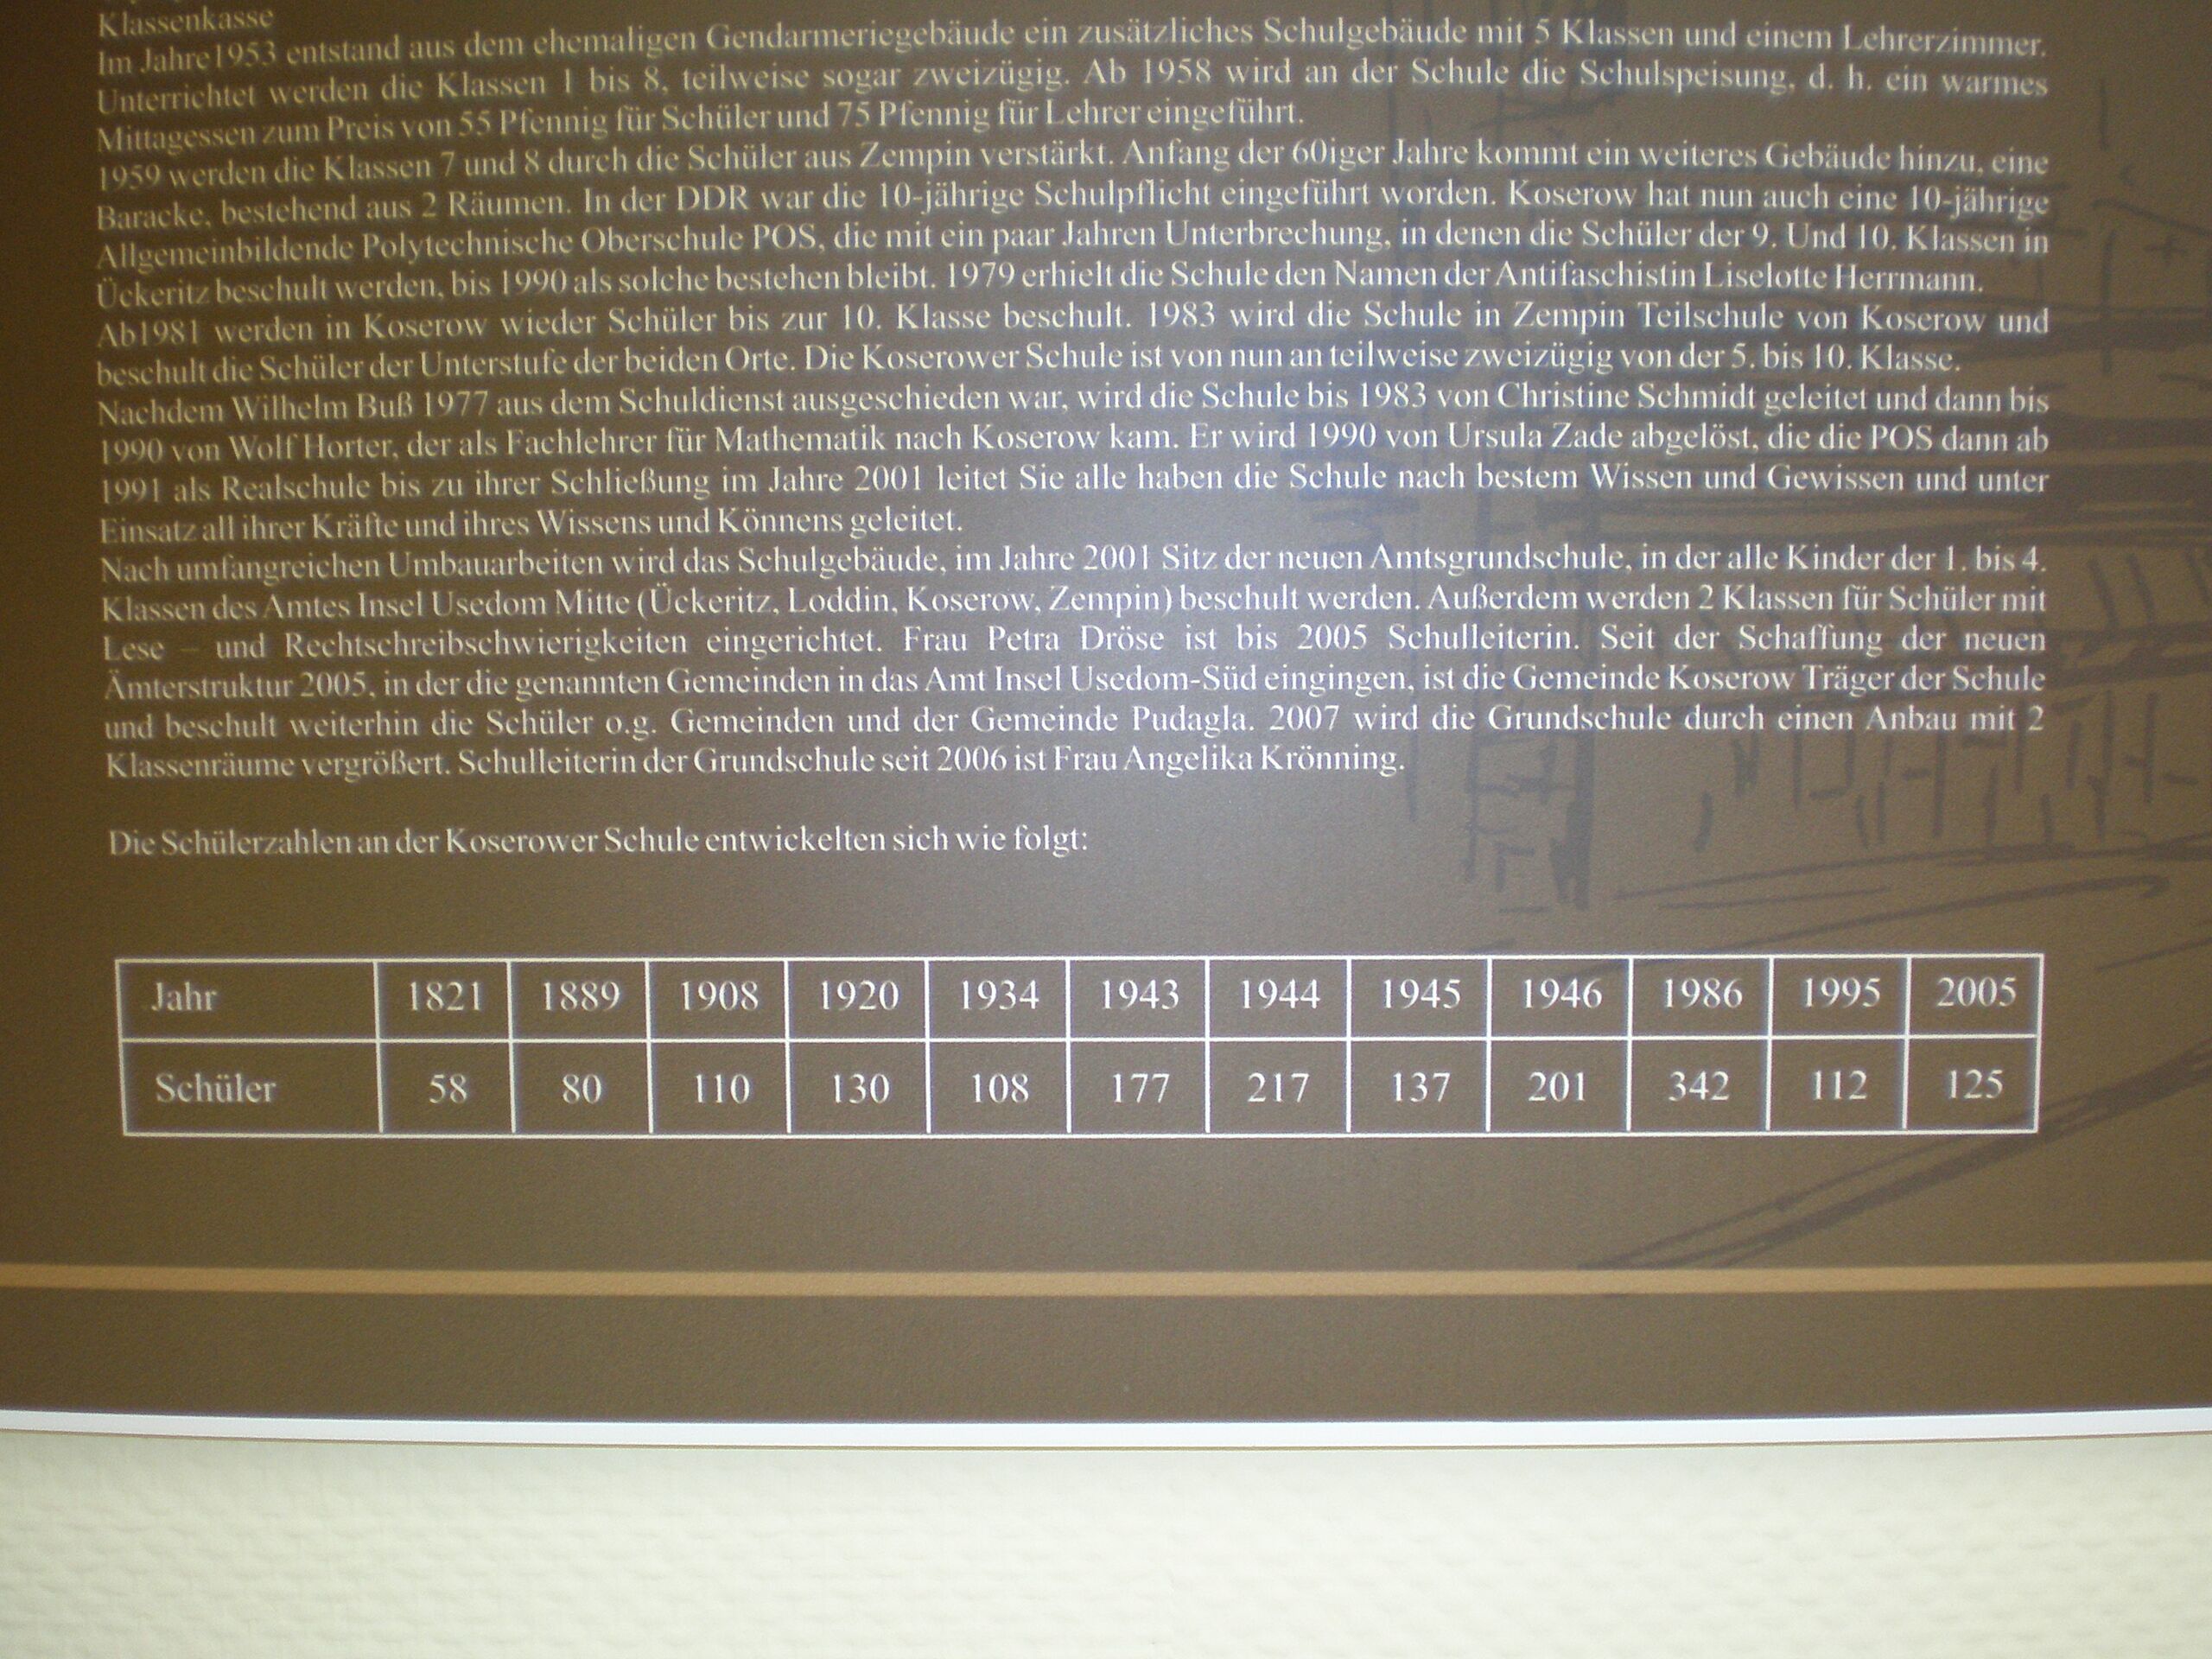 Klassenkasse
Im Jahre1953 entstand aus dem ehemaligen Gendarmeriegebäude ein zusätzliches Schulgebäude mit 5 Klassen und einem Lehrerzimmer.
Unterrichtet werden die Klassen 1 bis 8, teilweise sogar zweizügig. Ab 1958 wird an der Schule die Schulspeisung, d. h. ein warmes
Mittagessen zum Preis von 55 Pfennig für Schüler und 75 Pfennig für Lehrer eingeführt.
1959 werden die Klassen 7 und 8 durch die Schüler aus Zempin verstärkt. Anfang der 60iger Jahre kommt ein weiteres Gebäude hinzu, eine
Baracke, bestehend aus 2 Räumen. In der DDR war die 10-jährige Schulpflicht eingeführt worden. Koserow hat nun auch eine 10-jährige
Allgemeinbildende Polytechnische Oberschule POS, die mit ein paar Jahren Unterbrechung, in denen die Schüler der 9. Und 10. Klassen in
Ückeritz beschult werden, bis 1990 als solche bestehen bleibt. 1979 erhielt die Schule den Namen der Antifaschistin Liselotte Herrmann.
Ab1981 werden in Koserow wieder Schüler bis zur 10. Klasse beschult. 1983 wird die Schule in Zempin Teilschule von Koserow und
beschult die Schüler der Unterstufe der beiden Orte. Die Koserower Schule ist von nun an teilweise zweizügig von der 5. bis 10. Klasse.
Nachdem Wilhelm Buß 1977 aus dem Schuldienst ausgeschieden war, wird die Schule bis 1983 von Christine Schmidt geleitet und dann bis
1990 von Wolf Horter, der als Fachlehrer für Mathematik nach Koserow kam. Er wird 1990 von Ursula Zade abgelöst, die die POS dann ab
1991 als Realschule bis zu ihrer Schließung im Jahre 2001 leitet Sie alle haben die Schule nach bestem Wissen und Gewissen und unter
Einsatz all ihrer Kräfte und ihres Wissens und Könnens geleitet.
Nach umfangreichen Umbauarbeiten wird das Schulgebäude, im Jahre 2001 Sitz der neuen Amtsgrundschule, in der alle Kinder der 1. bis 4.
Klassen des Amtes Insel Usedom Mitte (Ückeritz, Loddin, Koserow, Zempin) beschult werden. Außerdem werden 2 Klassen für Schüler mit
Lese – und Rechtschreibschwierigkeiten eingerichtet. Frau Petra Dröse ist bis 2005 Schulleiterin. Seit der Schaffung der neuen
Ämterstruktur 2005, in der die genannten Gemeinden in das Amt Insel Usedom-Süd eingingen, ist die Gemeinde Koserow Träger der Schule
und beschult weiterhin die Schüler o.g. Gemeinden und der Gemeinde Pudagla. 2007 wird die Grundschule durch einen Anbau mit 2
Klassenräume vergrößert. Schulleiterin der Grundschule seit 2006 ist Frau Angelika Krönning.
Die Schülerzahlen an der Koserower Schule entwickelten sich wie folgt:
Jahr 1821 1889 1908 1920 1934 1943 1944 1945 1946 1986 1995 2005
Schüler 58 80 110 130 108 177 217 137 201 342 112 125